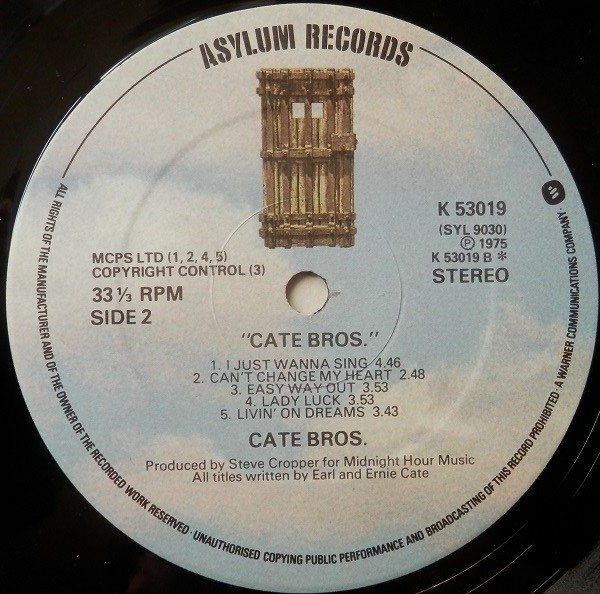 ASYLUM RECORDS
K 53019
(SYL 9030)
℗ 1975
K 53019 B *
STEREO
MCPS LTD (1, 2, 4, 5)
COPYRIGHT CONTROL (3)
33 ⅓ RPM
SIDE 2
"CATE BROS."
1. I JUST WANNA SING 4.46
2. CAN'T CHANGE MY HEART 2.48
3. EASY WAY OUT 3.53
4. LADY LUCK 3.53
5. LIVIN' ON DREAMS 3.43
CATE BROS.
Produced by Steve Cropper for Midnight Hour Music
All titles written by Earl and Ernie Cate
ALL RIGHTS OF THE MANUFACTURER AND OF THE OWNER OF THE RECORDED WORK RESERVED · UNAUTHORISED COPYING PUBLIC PERFORMANCE AND BROADCASTING OF THIS RECORD PROHIBITED · A WARNER COMMUNICATIONS COMPANY ·